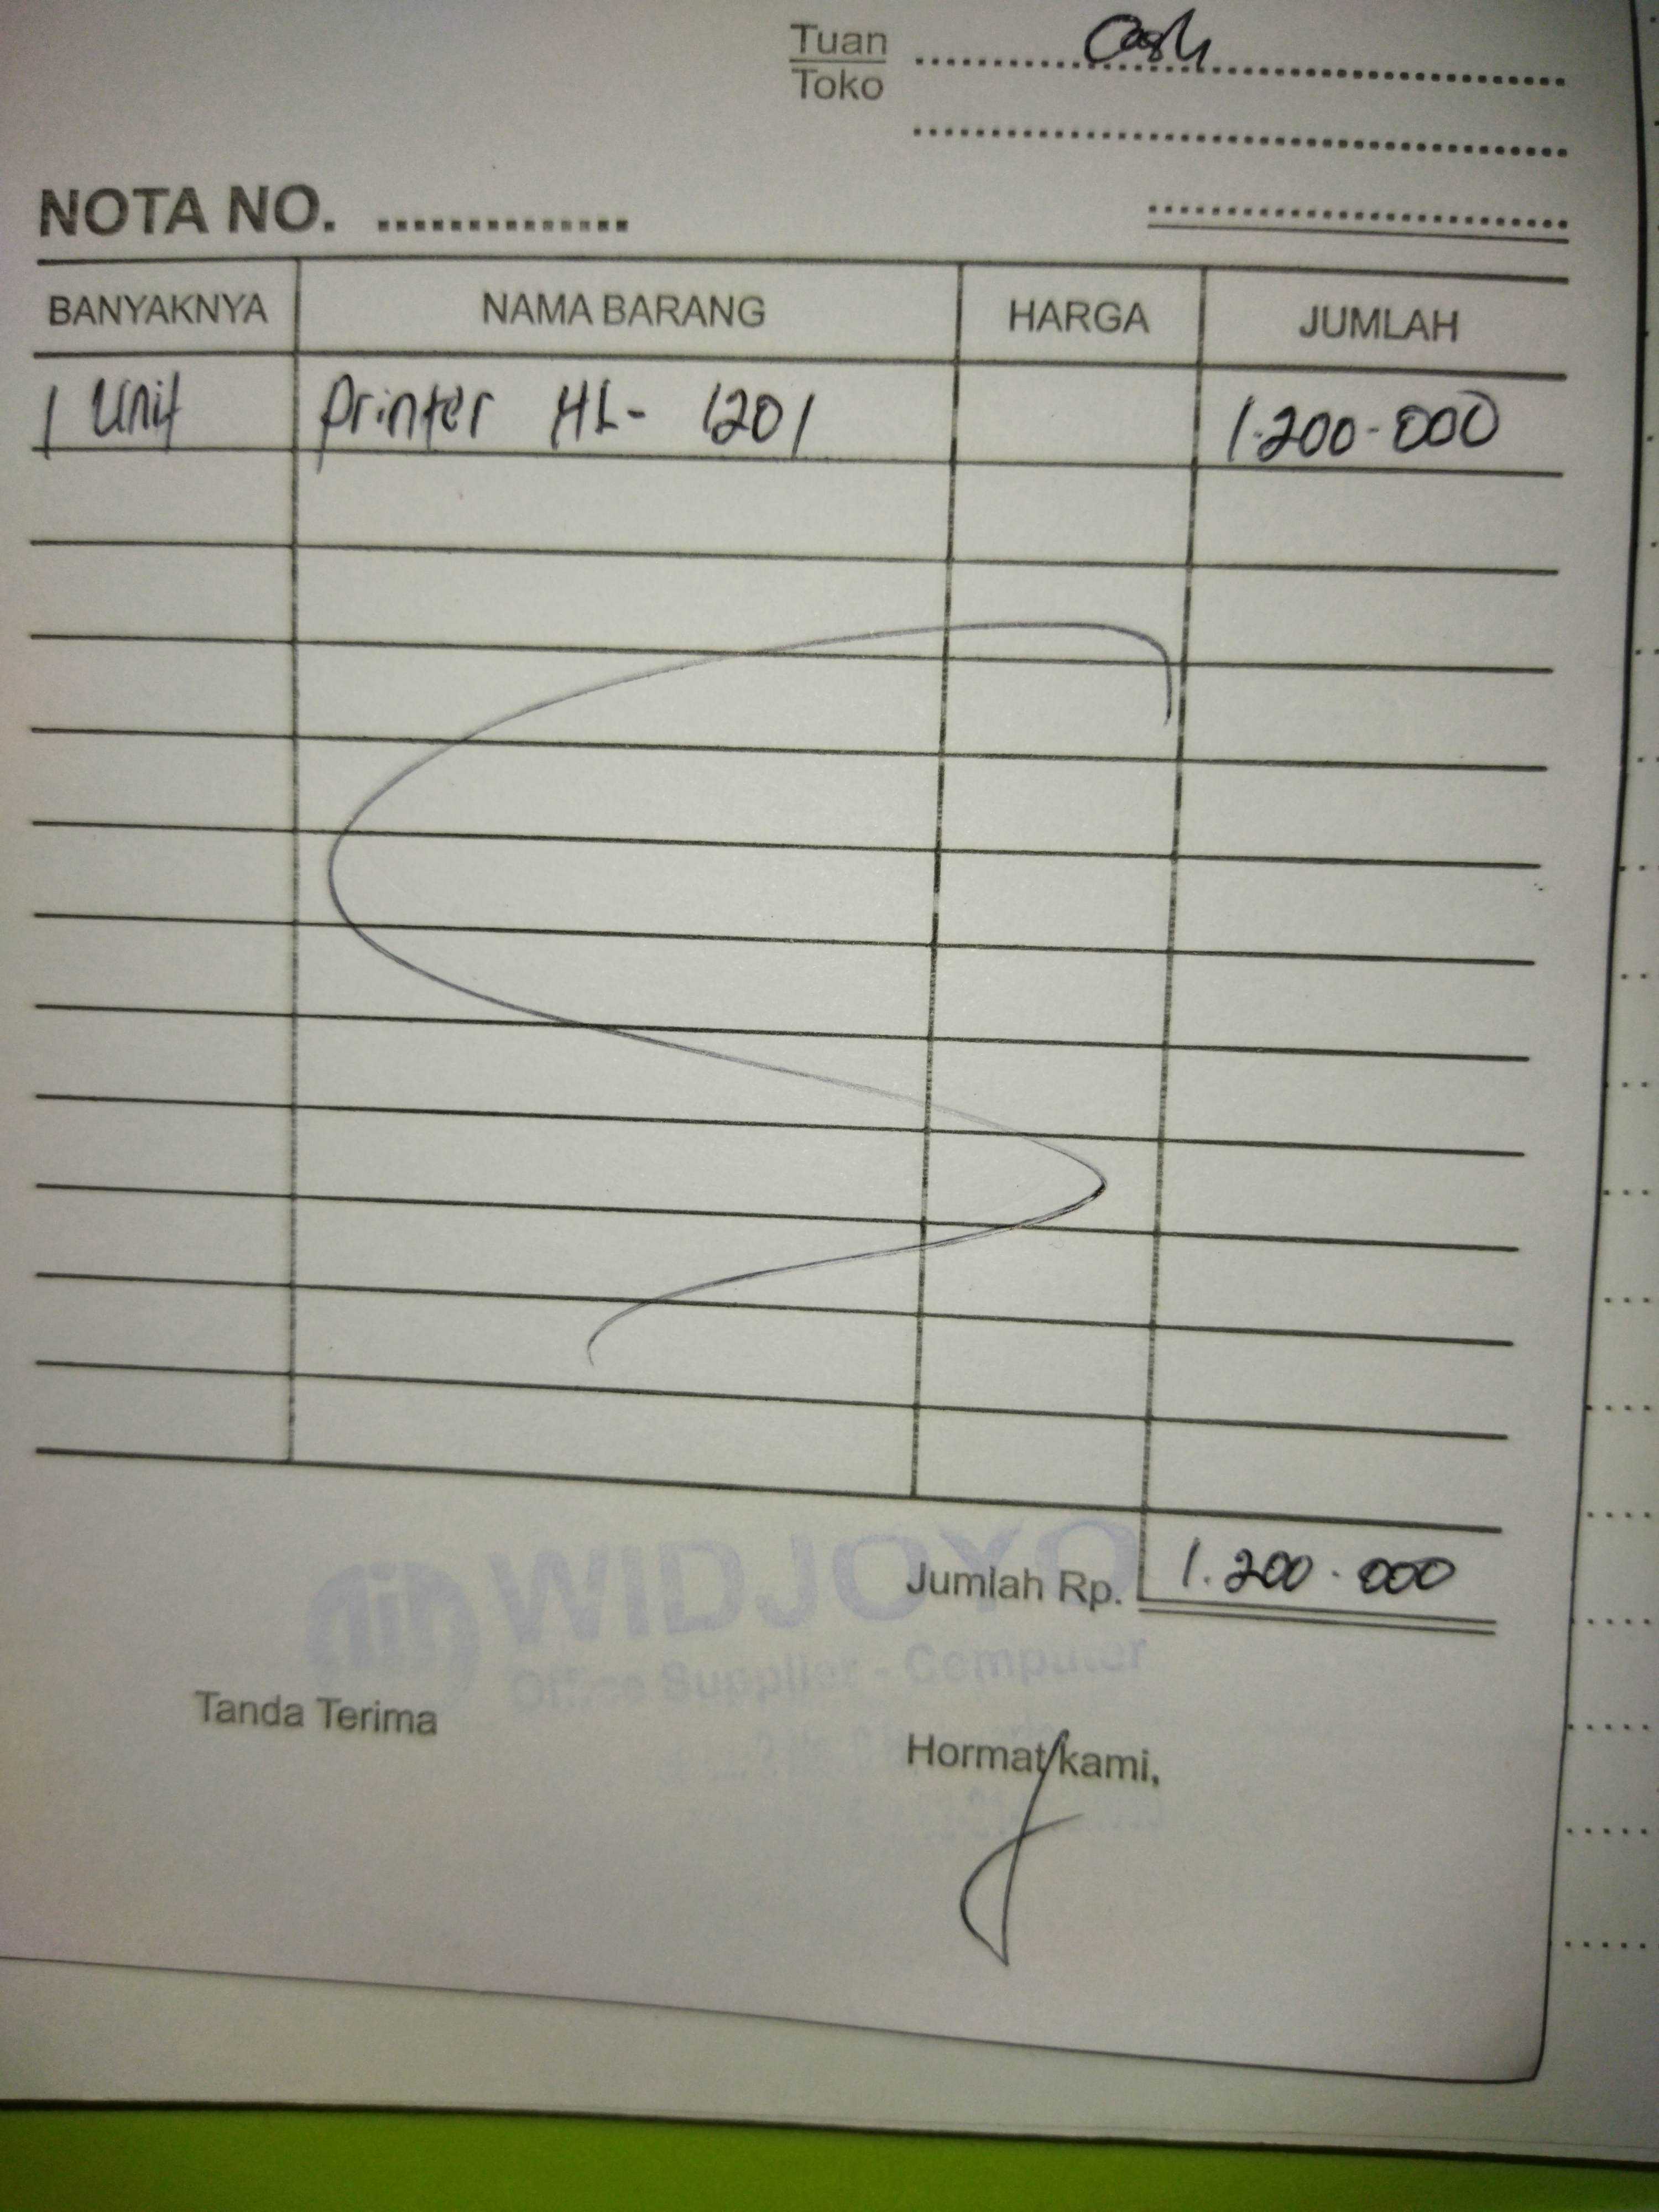 Tuan Cash
Toko
NOTA NO.
BANYAKNYA NAMA BARANG HARGA JUMLAH
1 Unit Printer HL- 1201 1.200.000
Jumlah Rp. 1.200.000
WIDJOYO
Office Supplier - Computer
Tanda Terima
Hormat kami,